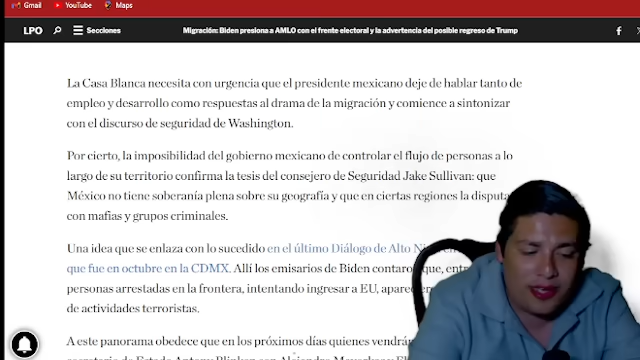 Gmail YouTube Maps
LPO Secciones Migración: Biden presiona a AMLO con el frente electoral y la advertencia del posible regreso de Trump
La Casa Blanca necesita con urgencia que el presidente mexicano deje de hablar tanto de
empleo y desarrollo como respuestas al drama de la migración y comience a sintonizar
con el discurso de seguridad de Washington.
Por cierto, la imposibilidad del gobierno mexicano de controlar el flujo de personas a lo
largo de su territorio confirma la tesis del consejero de Seguridad Jake Sullivan: que
México no tiene soberanía plena sobre su geografía y que en ciertas regiones la disputa
con mafias y grupos criminales.
Una idea que se enlaza con lo sucedido en el último Diálogo de Alto
que fue en octubre en la CDMX. Allí los emisarios de Biden que,
personas arrestadas en la frontera, intentando ingresar a EU,
de actividades terroristas.
A este panorama obedece que en los próximos días quienes